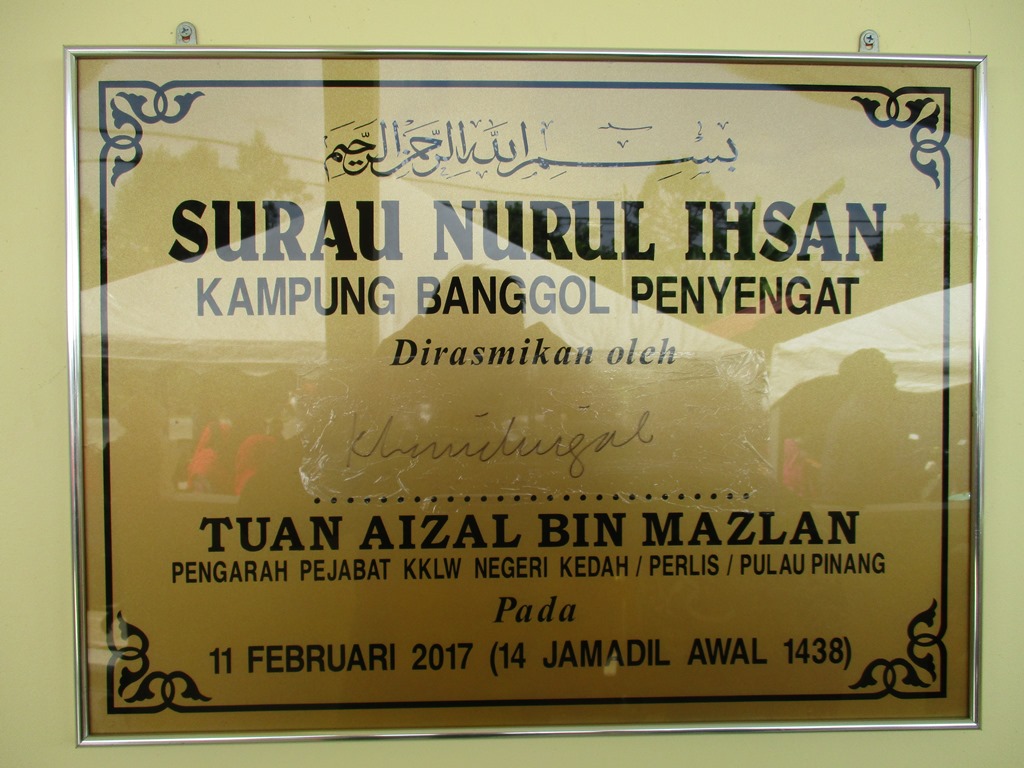 بسم الله الرحمن الرحيم
SURAU NURUL IHSAN
KAMPUNG BANGGOL PENYENGAT
Dirasmikan oleh
TUAN AIZAL BIN MAZLAN
PENGARAH PEJABAT KKLW NEGERI KEDAH / PERLIS / PULAU PINANG
Pada
11 FEBRUARI 2017 (14 JAMADIL AWAL 1438)